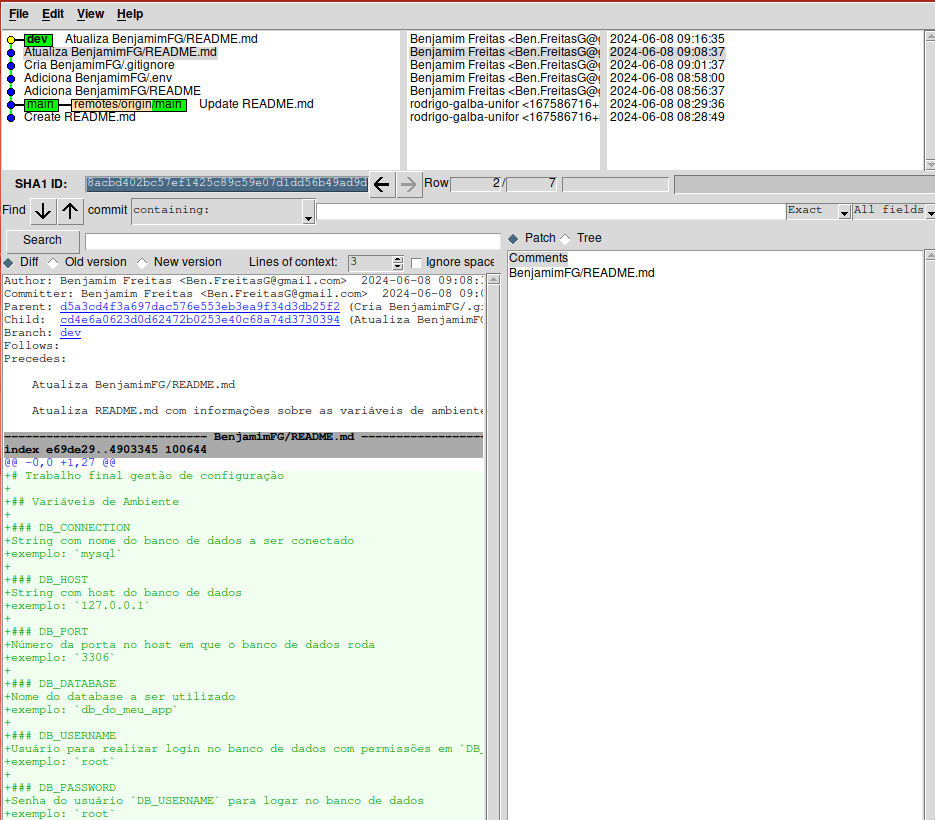 File Edit View Help
dev Atualiza BenjamimFG/README.md Benjamim Freitas <Ben.FreitasG@g 2024-06-08 09:16:35
Atualiza BenjamimFG/README.md Benjamim Freitas <Ben.FreitasG@g 2024-06-08 09:08:37
Cria BenjamimFG/.gitignore Benjamim Freitas <Ben.FreitasG@g 2024-06-08 09:01:37
Adiciona BenjamimFG/.env Benjamim Freitas <Ben.FreitasG@g 2024-06-08 08:58:00
Adiciona BenjamimFG/README Benjamim Freitas <Ben.FreitasG@g 2024-06-08 08:56:37
main remotes/origin/main Update README.md rodrigo-galba-unifor <167586716+ 2024-06-08 08:29:36
Create README.md rodrigo-galba-unifor <167586716+ 2024-06-08 08:28:49
SHA1 ID: 8acbd402bc57ef1425c89c59e07d1dd56b49ad9d Row 2 / 7
Find commit containing: Exact All fields
Search Patch Tree
Diff Old version New version Lines of context: 3 Ignore space
Comments
BenjamimFG/README.md
Author: Benjamim Freitas <Ben.FreitasG@gmail.com> 2024-06-08 09:08:
Committer: Benjamim Freitas <Ben.FreitasG@gmail.com> 2024-06-08 09:0
Parent: d5a3cd4f3a697dac576e553eb3ea9f34d3db25f2 (Cria BenjamimFG/.g
Child: cd4e6a0623d0d62472b0253e40c68a74d3730394 (Atualiza BenjamimF
Branch: dev
Follows:
Precedes:
Atualiza BenjamimFG/README.md
Atualiza README.md com informações sobre as variáveis de ambiente
---------------------------- BenjamimFG/README.md -----------------
index e69de29..4903345 100644
@@ -0,0 +1,27 @@
+# Trabalho final gestão de configuração
+
+## Variáveis de Ambiente
+
+### DB_CONNECTION
+String com nome do banco de dados a ser conectado
+exemplo: `mysql`
+
+### DB_HOST
+String com host do banco de dados
+exemplo: `127.0.0.1`
+
+### DB_PORT
+Número da porta no host em que o banco de dados roda
+exemplo: `3306`
+
+### DB_DATABASE
+Nome do database a ser utilizado
+exemplo: `db_do_meu_app`
+
+### DB_USERNAME
+Usuário para realizar login no banco de dados com permissões em `DB_
+exemplo: `root`
+
+### DB_PASSWORD
+Senha do usuário `DB_USERNAME` para logar no banco de dados
+exemplo: `root`